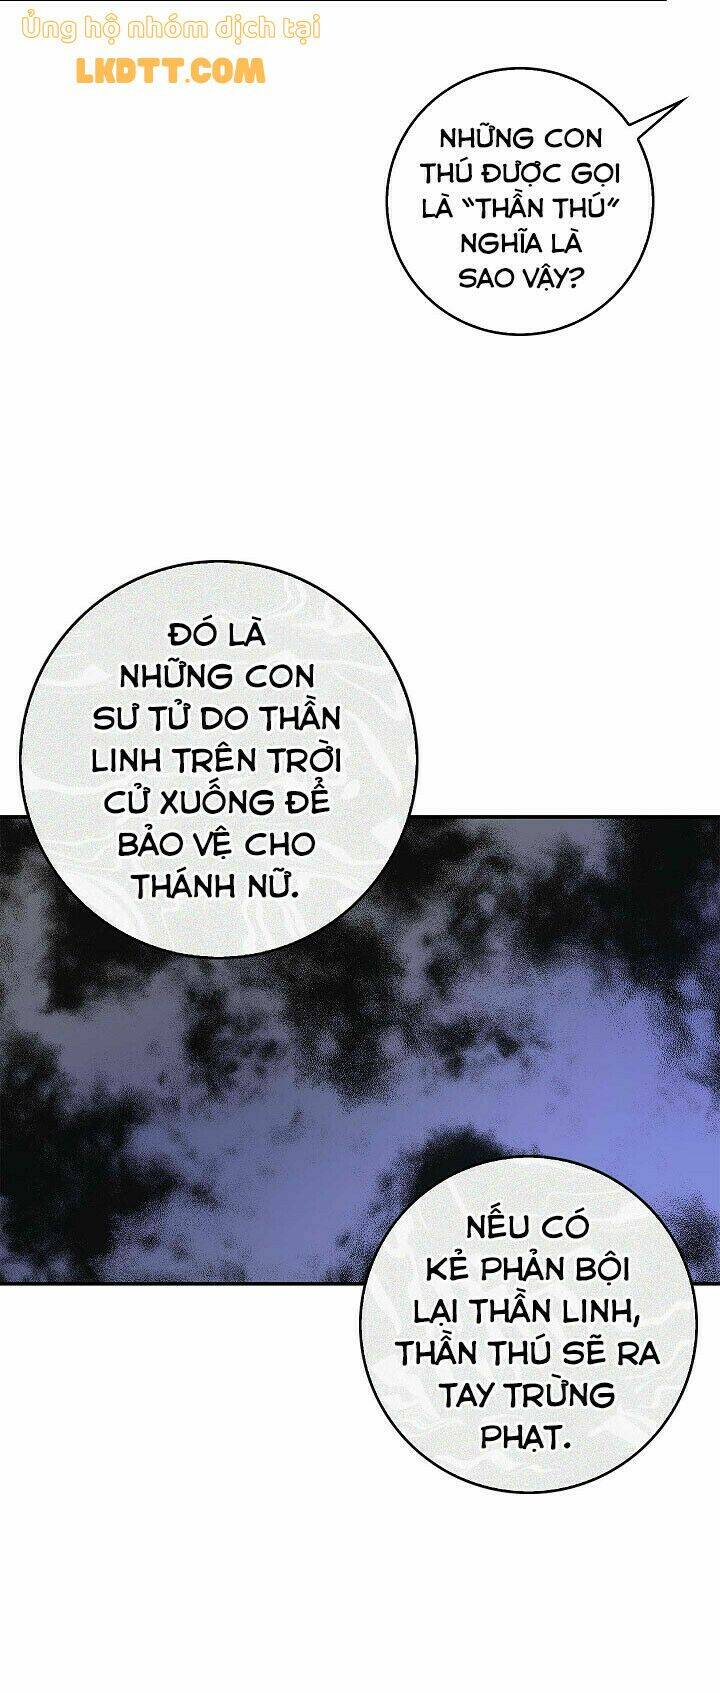 Ủng hộ nhóm dịch tại
LKDTT.COM
NHỮNG CON
THÚ ĐƯỢC GỌI
LÀ "THẦN THÚ"
NGHĨA LÀ
SAO VẬY?
ĐÓ LÀ
NHỮNG CON
SƯ TỬ DO THẦN
LINH TRÊN TRỜI
CỬ XUỐNG ĐỂ
BẢO VỆ CHO
THÁNH NỮ.
NẾU CÓ
KẺ PHẢN BỘI
LẠI THẦN LINH,
THẦN THÚ SẼ RA
TAY TRỪNG
PHẠT.